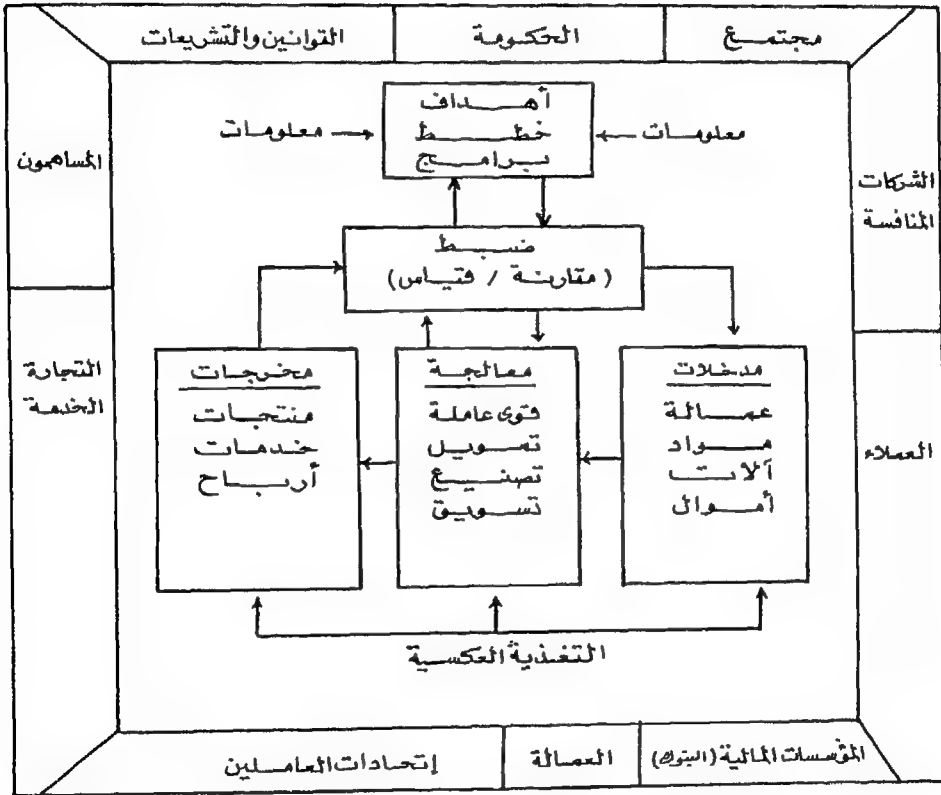 مجتمع
الحكومة
القوانين والتشريعات
أهداف
خطط
برامج
معلومات
معلومات
الشركات
المنافسة
المساهمون
ضبط
(مقارنة / قياس)
مدخلات
عمالة
مواد
آلات
أموال
معالجة
قوى عاملة
تمويل
تصنيع
تسويق
مخرجات
منتجات
خدمات
أرباح
العملاء
التجارة
الخدمة
التغذية العكسية
المؤسسات المالية (البنوك)
العمالة
إتحادات العاملين